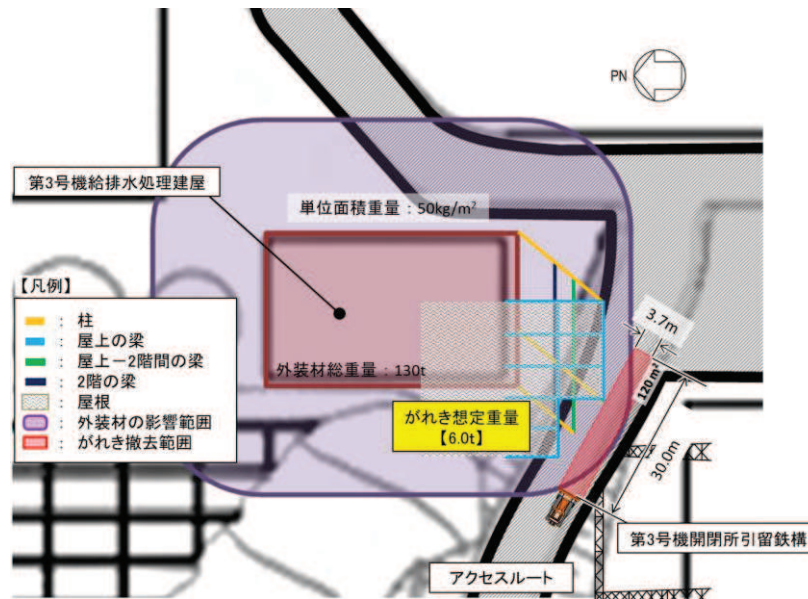 PN
第3号機給排水処理建屋
単位面積重量：50kg/m²
【凡例】
： 柱
： 屋上の梁
： 屋上－2階間の梁
： 2階の梁
： 屋根
： 外装材の影響範囲
： がれき撤去範囲
外装材総重量：130t
がれき想定重量
【6.0t】
3.7m
120m²
30.0m
第3号機開閉所引留鉄構
アクセスルート